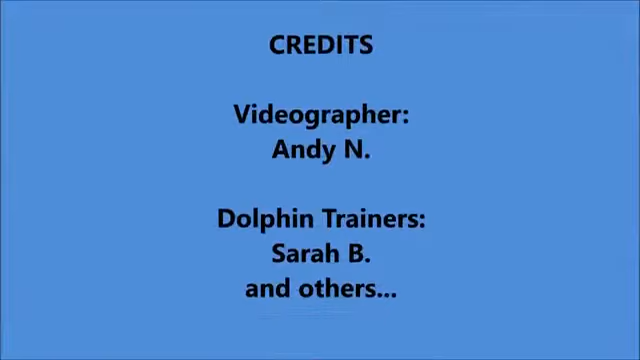 CREDITS
Videographer:
Andy N.
Dolphin Trainers:
Sarah B.
and others...